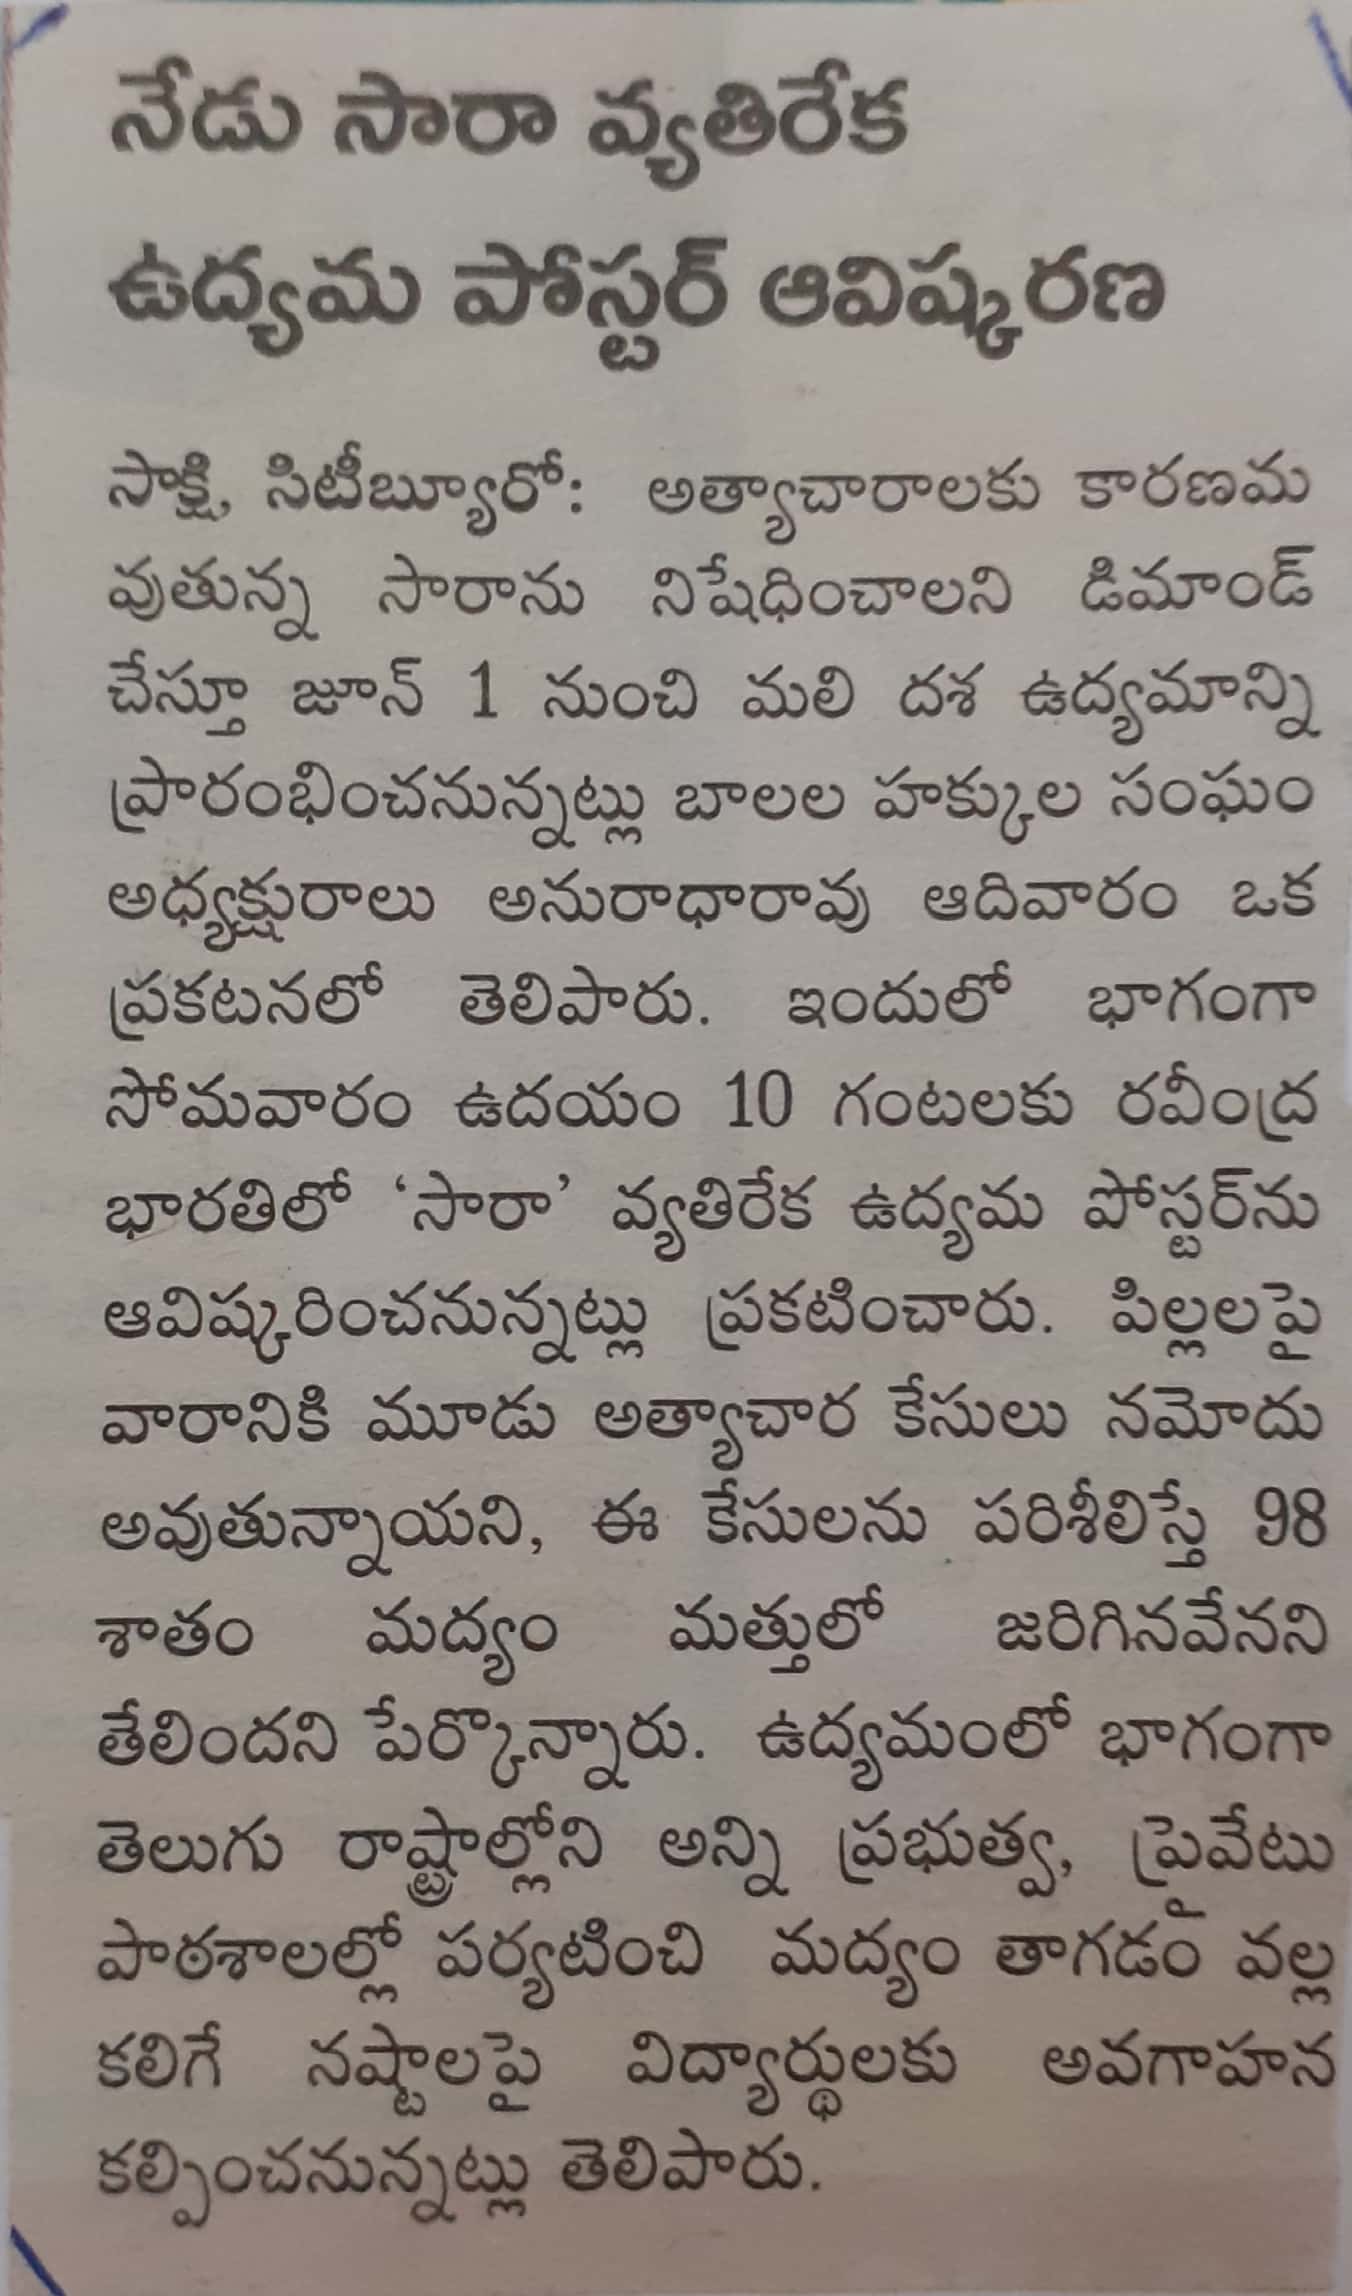 నేడు సారా వ్యతిరేక
ఉద్యమ పోస్టర్ ఆవిష్కరణ
సాక్షి, సిటీబ్యూరో: అత్యాచారాలకు కారణమ
వుతున్న సారాను నిషేధించాలని డిమాండ్
చేస్తూ జూన్ 1 నుంచి మలి దశ ఉద్యమాన్ని
ప్రారంభించనున్నట్లు బాలల హక్కుల సంఘం
అధ్యక్షురాలు అనురాధారావు ఆదివారం ఒక
ప్రకటనలో తెలిపారు. ఇందులో భాగంగా
సోమవారం ఉదయం 10 గంటలకు రవీంద్ర
భారతిలో ‘సారా’ వ్యతిరేక ఉద్యమ పోస్టర్‌ను
ఆవిష్కరించనున్నట్లు ప్రకటించారు. పిల్లలపై
వారానికి మూడు అత్యాచార కేసులు నమోదు
అవుతున్నాయని, ఈ కేసులను పరిశీలిస్తే 98
శాతం మద్యం మత్తులో జరిగినవేనని
తేలిందని పేర్కొన్నారు. ఉద్యమంలో భాగంగా
తెలుగు రాష్ట్రాల్లోని అన్ని ప్రభుత్వ, ప్రైవేటు
పాఠశాలల్లో పర్యటించి మద్యం తాగడం వల్ల
కలిగే నష్టాలపై విద్యార్థులకు అవగాహన
కల్పించనున్నట్లు తెలిపారు.